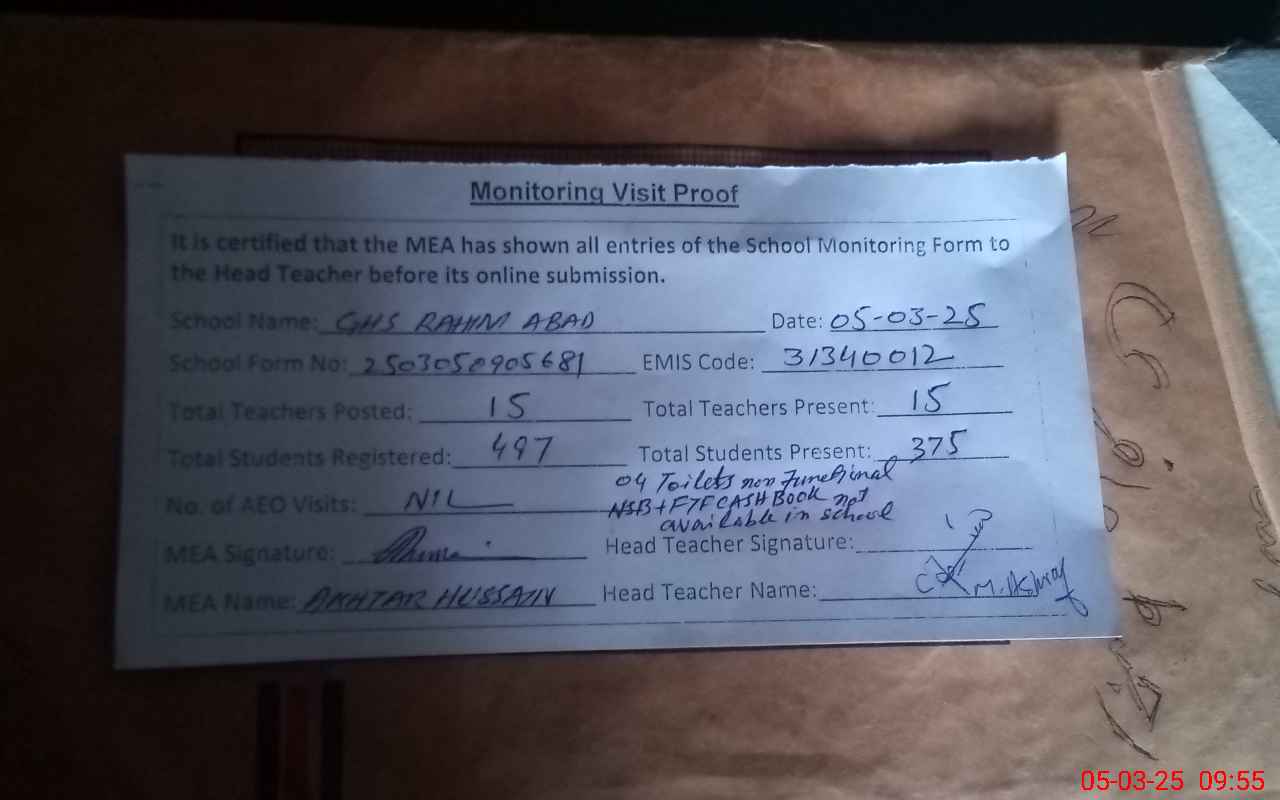 Monitoring Visit Proof
It is certified that the MEA has shown all entries of the School Monitoring Form to
the Head Teacher before its online submission.
School Name: GHS RAHIM ABAD Date: 05-03-25
School Form No: 2503050905681 EMIS Code: 31340012
Total Teachers Posted: 15 Total Teachers Present: 15
Total Students Registered: 497 Total Students Present: 375
04 Toilets non Functional
No. of AEO Visits: NIL NSB+FTF CASH Book not
available in school
MEA Signature: Head Teacher Signature:
MEA Name: AKHTAR HUSSAIN Head Teacher Name: M. Ashraf
05-03-25 09:55